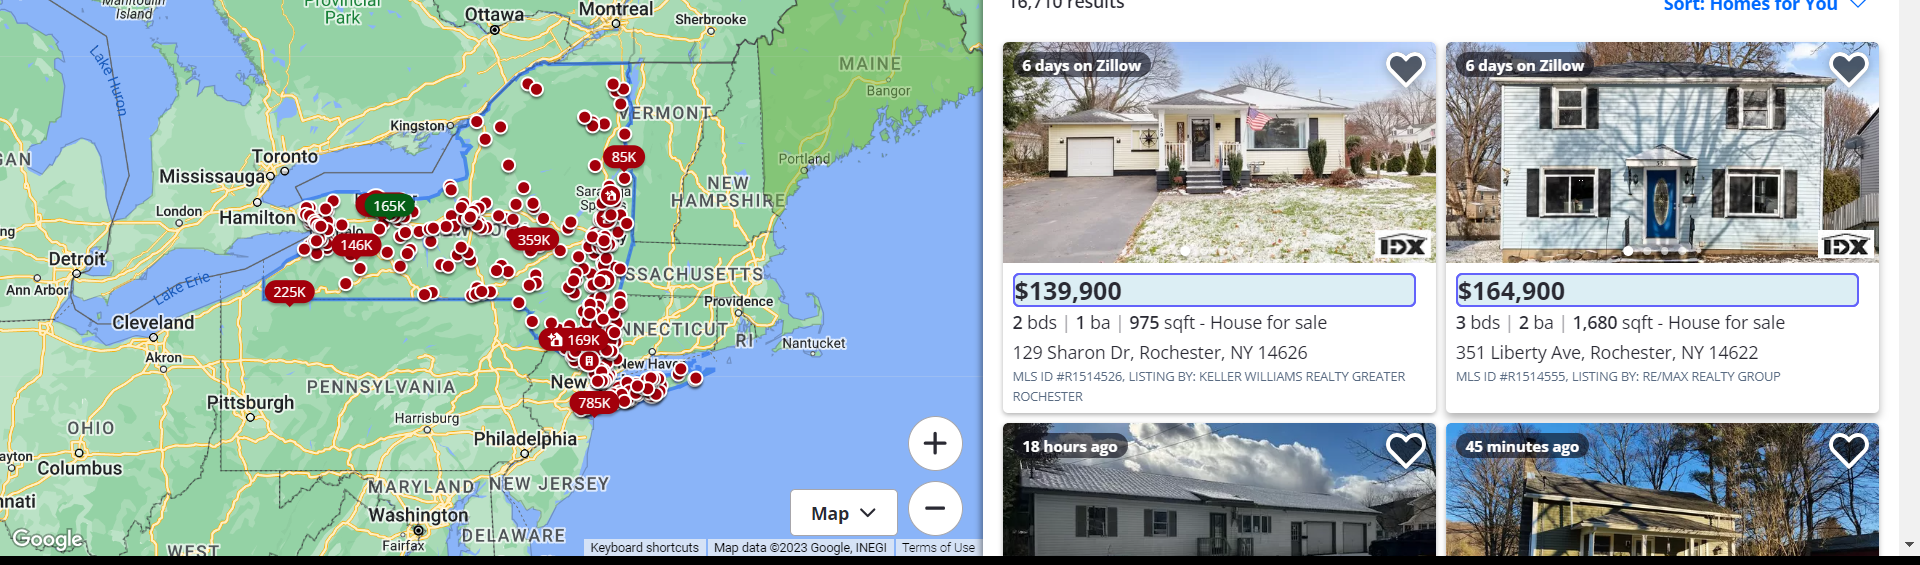 Manitoulin
Island
Provincial
Park
Ottawa
Montreal
Sherbrooke
Lake Huron
MAINE
Bangor
VERMONT
Kingston
Toronto
Mississauga
Hamilton
London
Portland
NEW
HAMPSHIRE
85K
165K
146K
359K
225K
169K
785K
Detroit
Ann Arbor
Lake Erie
Cleveland
Akron
SSACHUSETTS
Providence
NNECTICUT
RI
Nantucket
New Haven
New
PENNSYLVANIA
Pittsburgh
Harrisburg
Philadelphia
OHIO
Columbus
ayton
nnati
MARYLAND
NEW JERSEY
Washington
DELAWARE
Fairfax
WEST
Google
Map
Keyboard shortcuts
Map data ©2023 Google, INEGI
Terms of Use
16,710 results
Sort: Homes for You
6 days on Zillow
IDX
$139,900
2 bds | 1 ba | 975 sqft - House for sale
129 Sharon Dr, Rochester, NY 14626
MLS ID #R1514526, LISTING BY: KELLER WILLIAMS REALTY GREATER
ROCHESTER
6 days on Zillow
IDX
$164,900
3 bds | 2 ba | 1,680 sqft - House for sale
351 Liberty Ave, Rochester, NY 14622
MLS ID #R1514555, LISTING BY: RE/MAX REALTY GROUP
18 hours ago
45 minutes ago